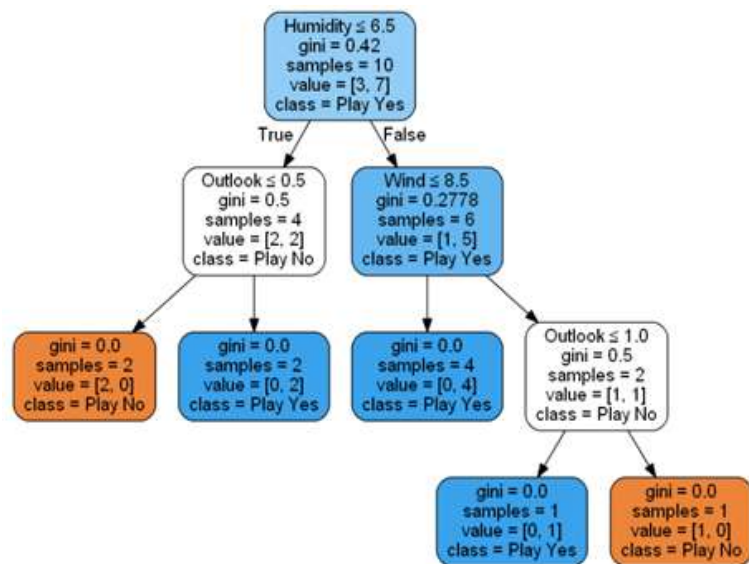 Humidity ≤ 6.5
gini = 0.42
samples = 10
value = [3, 7]
class = Play Yes
True
False
Outlook ≤ 0.5
gini = 0.5
samples = 4
value = [2, 2]
class = Play No
Wind ≤ 8.5
gini = 0.2778
samples = 6
value = [1, 5]
class = Play Yes
gini = 0.0
samples = 2
value = [2, 0]
class = Play No
gini = 0.0
samples = 2
value = [0, 2]
class = Play Yes
gini = 0.0
samples = 4
value = [0, 4]
class = Play Yes
Outlook ≤ 1.0
gini = 0.5
samples = 2
value = [1, 1]
class = Play No
gini = 0.0
samples = 1
value = [0, 1]
class = Play Yes
gini = 0.0
samples = 1
value = [1, 0]
class = Play No